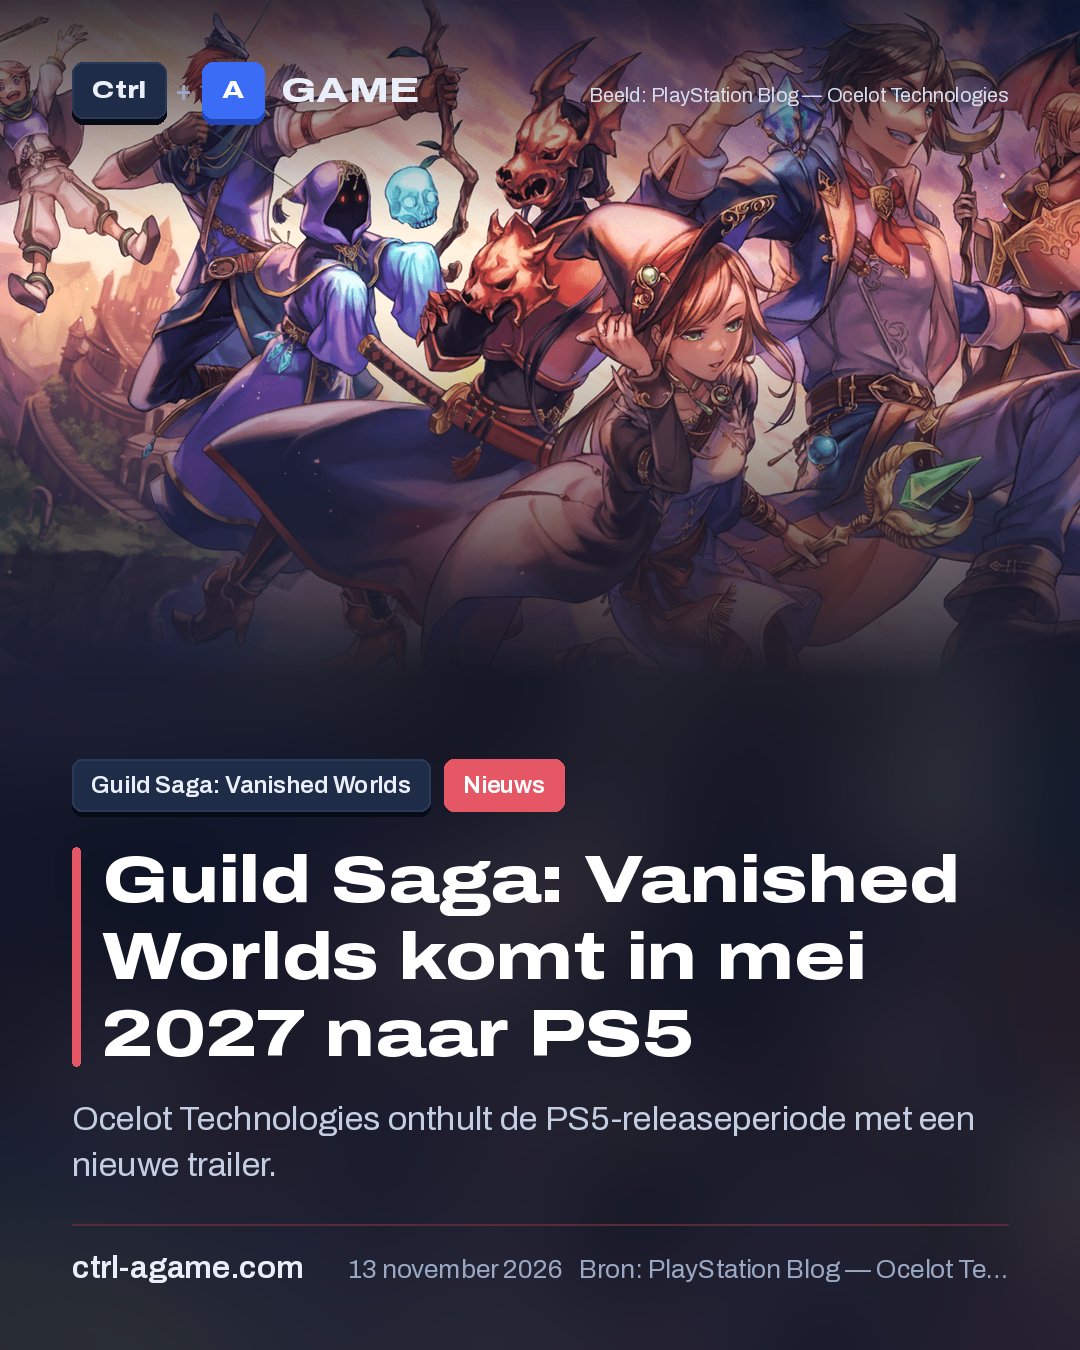 Ctrl + A GAME
Beeld: PlayStation Blog — Ocelot Technologies
Guild Saga: Vanished Worlds
Nieuws
Guild Saga: Vanished
Worlds komt in mei
2027 naar PS5
Ocelot Technologies onthult de PS5-releaseperiode met een
nieuwe trailer.
ctrl-agame.com
13 november 2026
Bron: PlayStation Blog — Ocelot Te...